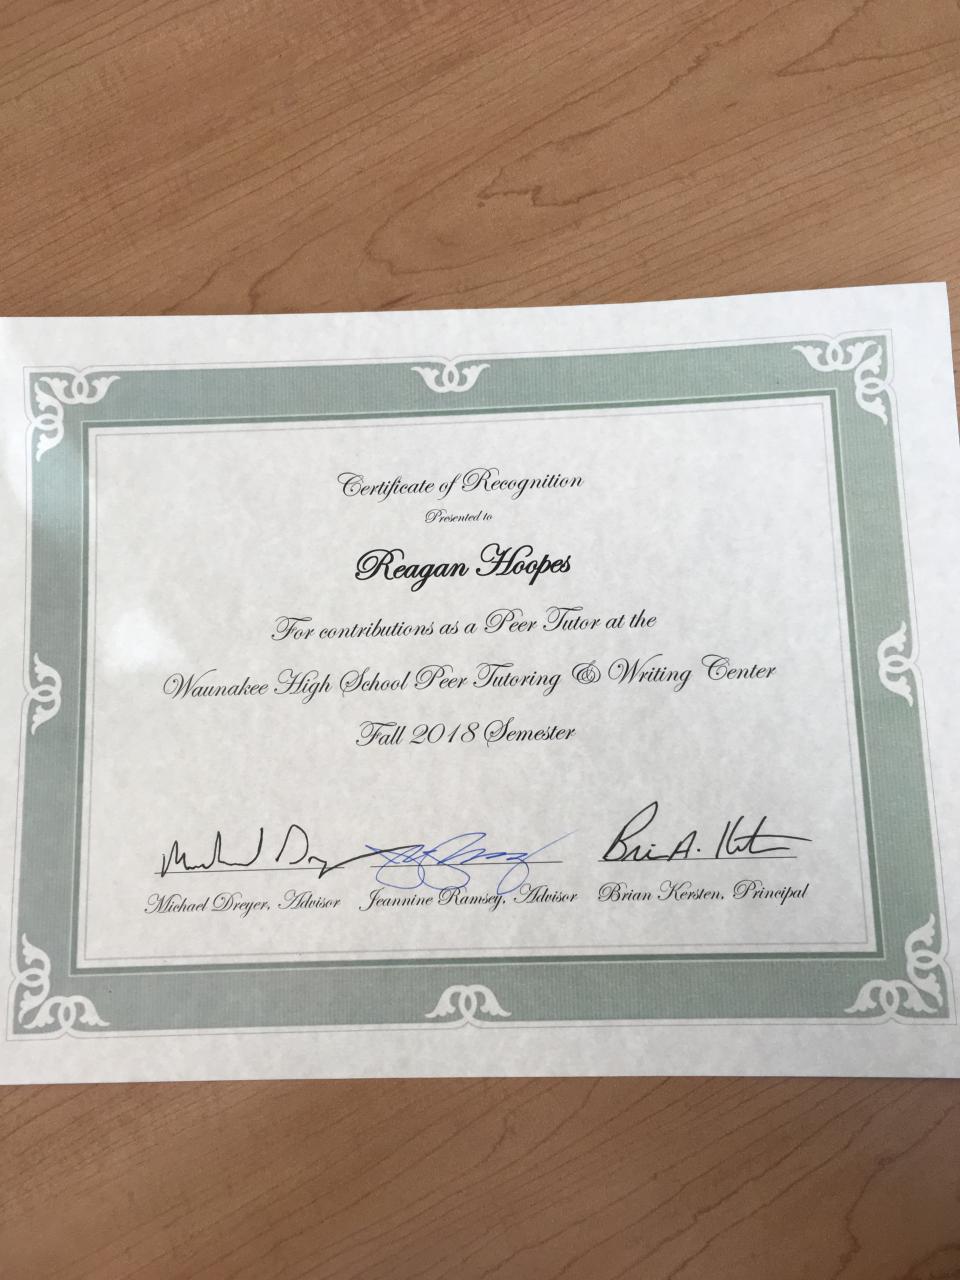 Certificate of Recognition
Presented to
Reagan Hoopes
For contributions as a Peer Tutor at the
Waunakee High School Peer Tutoring & Writing Center
Fall 2018 Semester
Michael Dreyer, Advisor Jeannine Ramsey, Advisor Brian Kersten, Principal